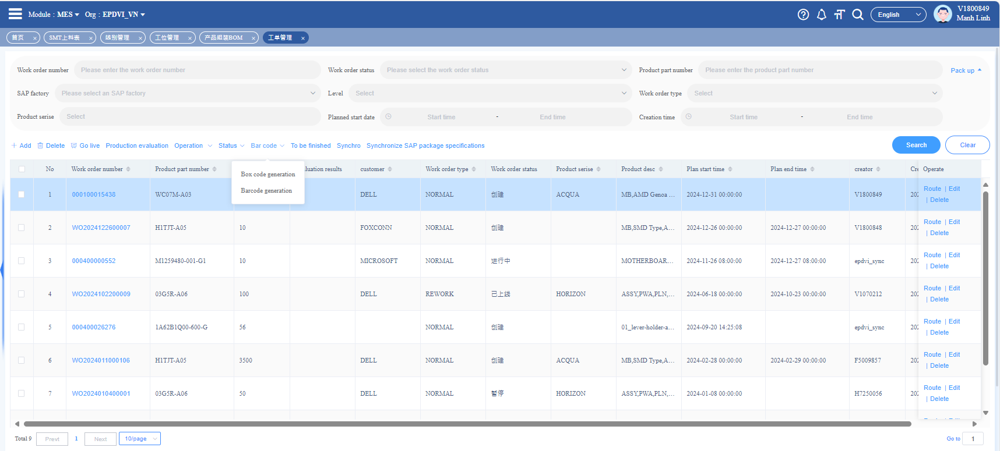 Module : MES Org : EPDVI_VN English V1800849
Manh Linh
首页 × SMT上料表 × 线别管理 × 工位管理 × 产品组装BOM × 工单管理 ×
Work order number Please enter the work order number Work order status Please select the work order status Product part number Please enter the product part number Pack up
SAP factory Please select an SAP factory Level Select Work order type Select
Product serise Select Planned start date Start time - End time Creation time Start time - End time
+ Add Delete Go live Production evaluation Operation Status Bar code To be finished Synchro Synchronize SAP package specifications Search Clear
No Work order number Product part number luation results customer Work order type Work order status Product serise Product desc Plan start time Plan end time creator Cre Operate
Box code generation
Barcode generation
1 000100015438 WC07M-A03 DELL NORMAL 创建 ACQUA MB,AMD Genoa ... 2024-12-31 00:00:00 V1800849 202 Route | Edit
| Delete
2 WO2024122600007 H1TJT-A05 10 FOXCONN NORMAL 创建 MB,SMD Type,A... 2024-12-26 00:00:00 2024-12-27 00:00:00 V1800848 202 Route | Edit
| Delete
3 000400000552 M1259480-001-G1 10 MICROSOFT NORMAL 进行中 MOTHERBOAR... 2024-11-26 08:00:00 2024-12-27 08:00:00 epdvi_sync 202 Route | Edit
| Delete
4 WO2024102200009 03G5R-A06 100 DELL REWORK 已上线 HORIZON ASSY,PWA,PLN,... 2024-06-18 00:00:00 2024-10-23 00:00:00 V1070212 202 Route | Edit
| Delete
5 000400026276 1A62B1Q00-600-G 56 NORMAL 创建 01_lever-holder-a... 2024-09-20 14:25:08 epdvi_sync 202 Route | Edit
| Delete
6 WO2024011000106 H1TJT-A05 3500 DELL NORMAL 创建 ACQUA MB,SMD Type,A... 2024-02-28 00:00:00 2024-02-29 00:00:00 F5009857 202 Route | Edit
| Delete
7 WO2024010400001 03G5R-A06 50 DELL NORMAL 暂停 HORIZON ASSY,PWA,PLN,... 2024-01-08 00:00:00 H7250056 202 Route | Edit
| Delete
Total 9 Prevt 1 Next 10/page Go to 1